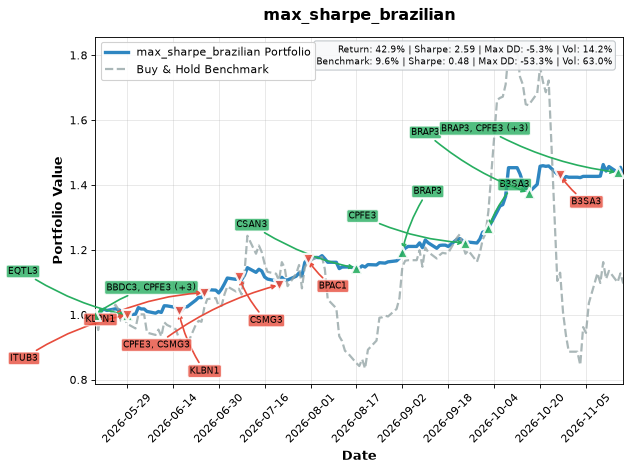 max_sharpe_brazilian
max_sharpe_brazilian Portfolio
Buy & Hold Benchmark
Return: 42.9% | Sharpe: 2.59 | Max DD: -5.3% | Vol: 14.2%
Benchmark: 9.6% | Sharpe: 0.48 | Max DD: -53.3% | Vol: 63.0%
Portfolio Value
1.8
1.6
1.4
1.2
1.0
0.8
BRAP3
BRAP3, CPFE3 (+3)
B3SA3
BRAP3
B3SA3
CPFE3
CSAN3
EQTL3
BBDC3, CPFE3 (+3)
BPAC1
KLBN1
CSMG3
CPFE3, CSMG3
ITUB3
KLBN1
2026-05-29
2026-06-14
2026-06-30
2026-07-16
2026-08-01
2026-08-17
2026-09-02
2026-09-18
2026-10-04
2026-10-20
2026-11-05
Date